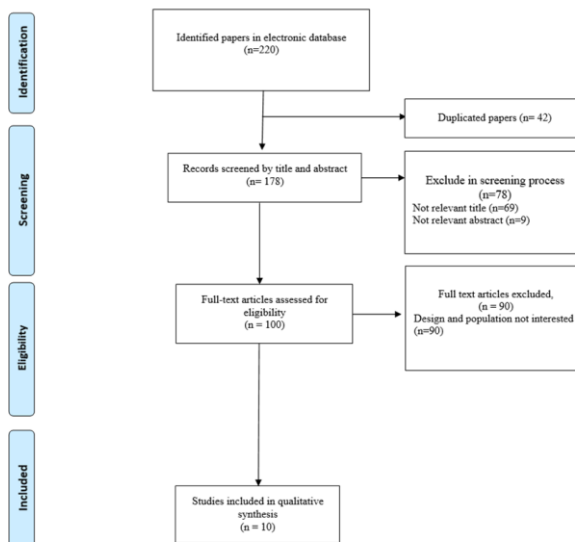 Identification
Identified papers in electronic database
(n=220)
Duplicated papers (n= 42)
Screening
Records screened by title and abstract
(n= 178)
Exclude in screening process
(n=78)
Not relevant title (n=69)
Not relevant abstract (n=9)
Eligibility
Full-text articles assessed for
eligibility
(n = 100)
Full text articles excluded,
(n = 90)
Design and population not interested
(n=90)
Included
Studies included in qualitative
synthesis
(n = 10)